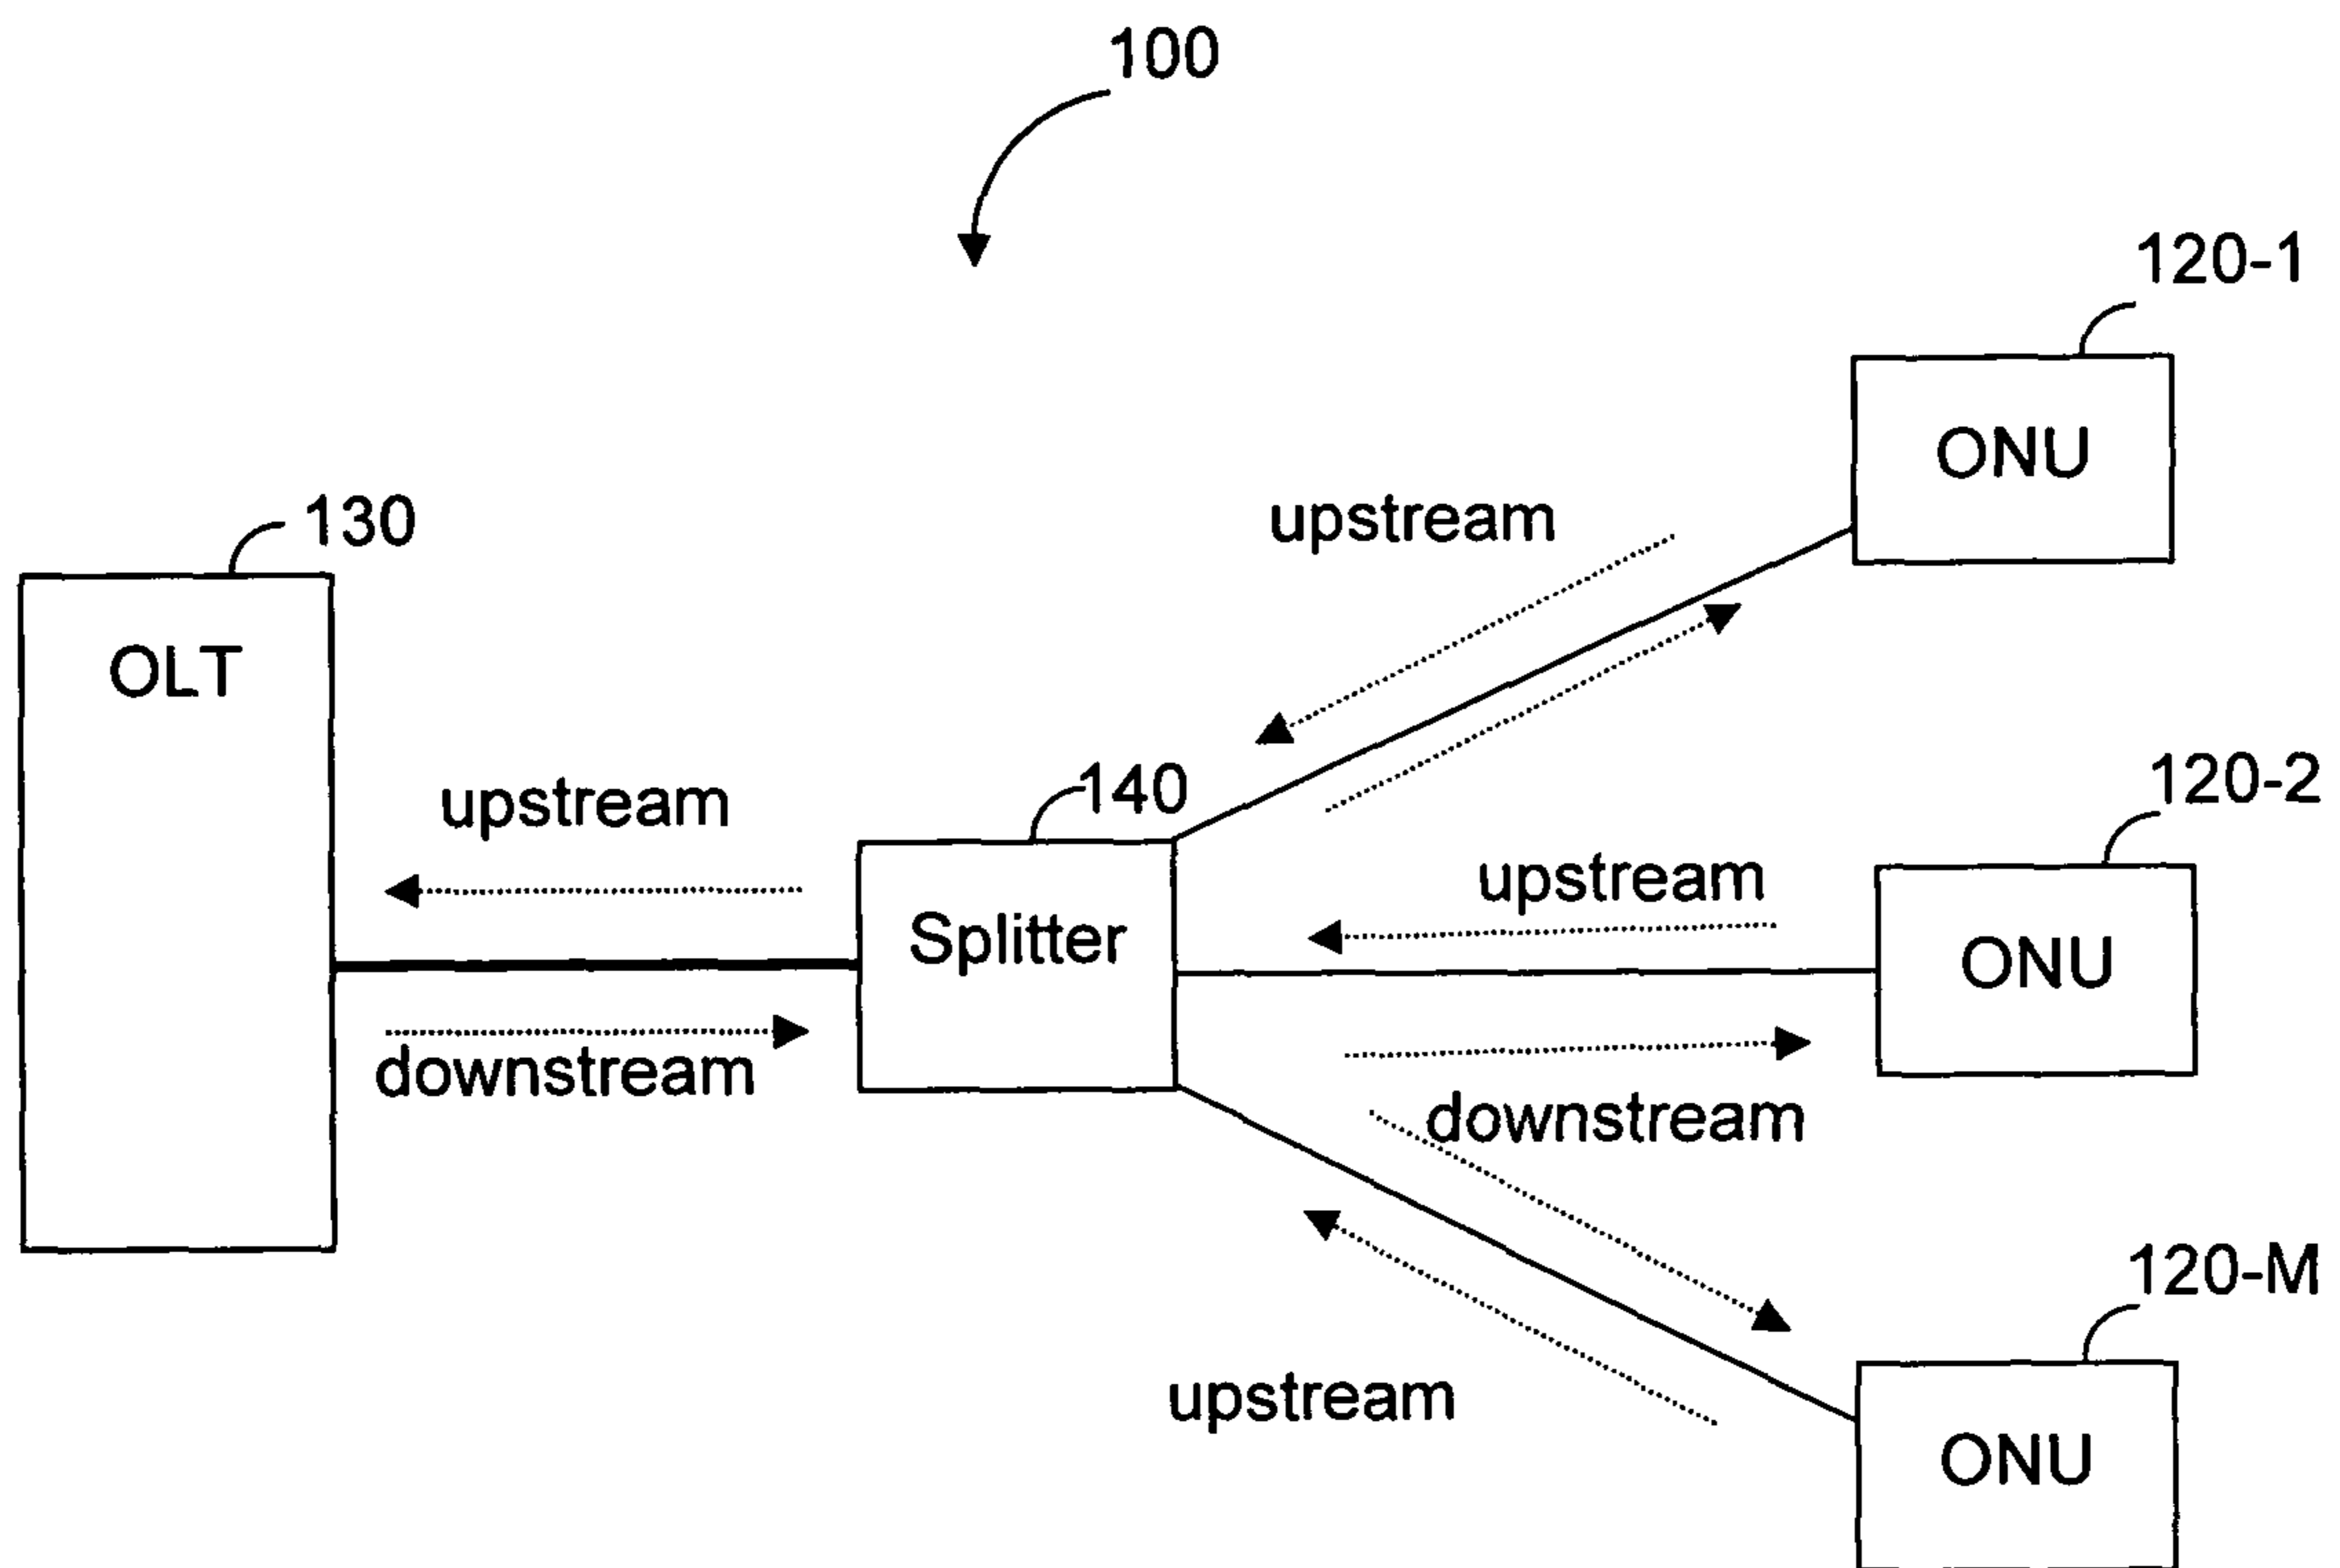 100
120-1
ONU
upstream
130
OLT
120-2
140
upstream
upstream
Splitter
ONU
downstream
downstream
120-M
upstream
ONU